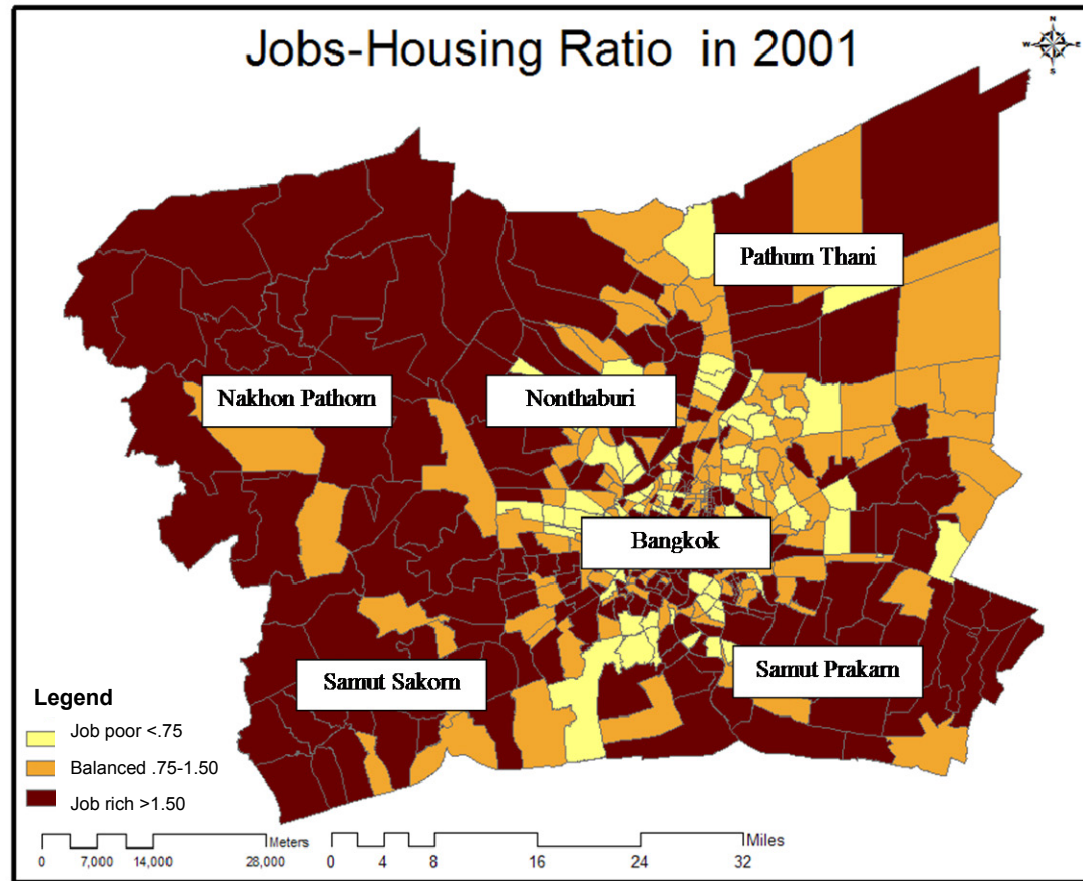 Jobs-Housing Ratio in 2001
N
W
E
S
Pathum Thani
Nakhon Pathom
Nonthaburi
Bangkok
Samut Sakorn
Samut Prakarn
Legend
Job poor <.75
Balanced .75-1.50
Job rich >1.50
Meters
0 7,000 14,000 28,000
Miles
0 4 8 16 24 32